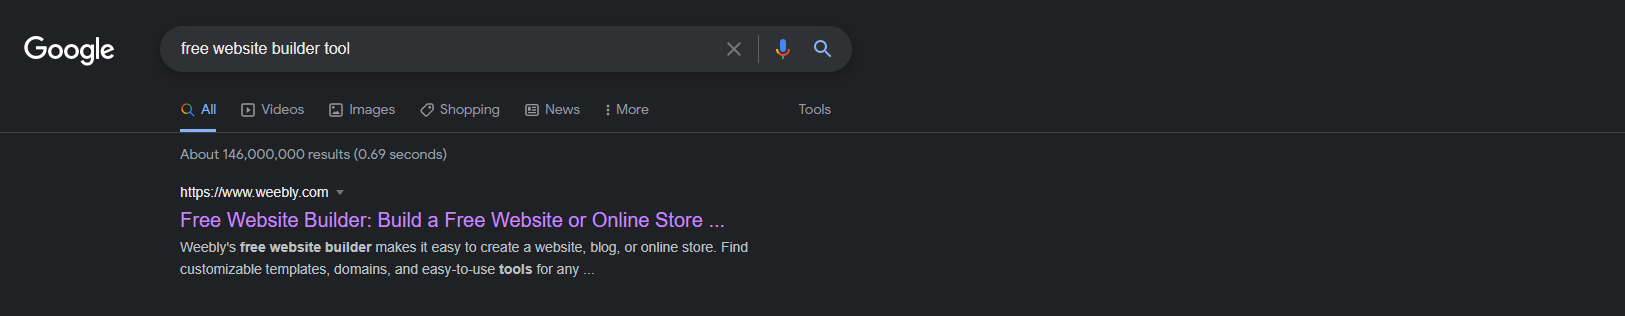 Google
free website builder tool
All Videos Images Shopping News More Tools
About 146,000,000 results (0.69 seconds)
https://www.weebly.com
Free Website Builder: Build a Free Website or Online Store ...
Weebly's free website builder makes it easy to create a website, blog, or online store. Find
customizable templates, domains, and easy-to-use tools for any ...